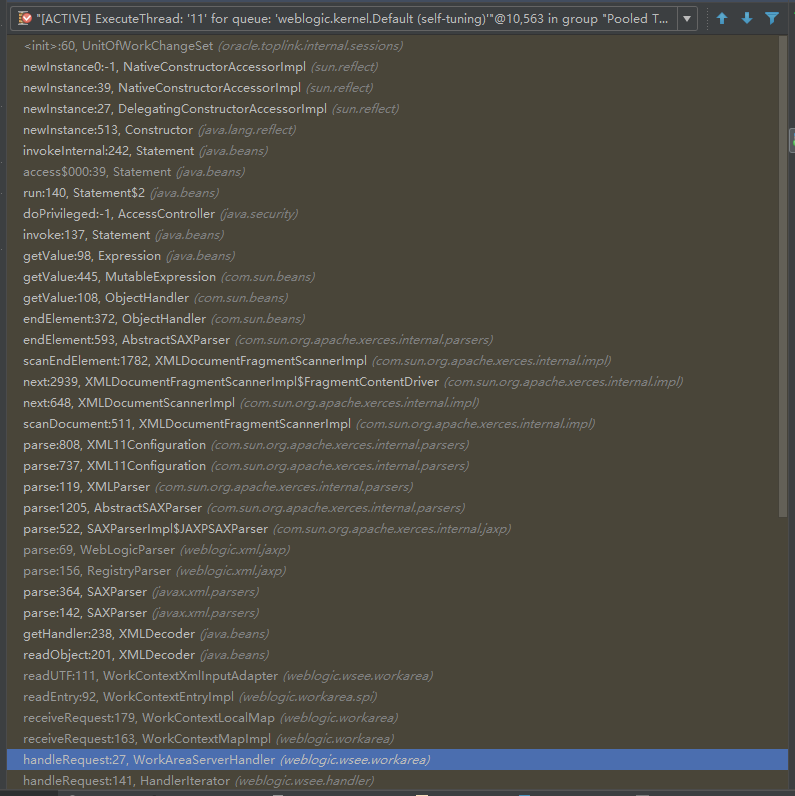 "[ACTIVE] ExecuteThread: '11' for queue: 'weblogic.kernel.Default (self-tuning)'"@10,563 in group "Pooled T...
<init>:60, UnitOfWorkChangeSet (oracle.toplink.internal.sessions)
newInstance0:-1, NativeConstructorAccessorImpl (sun.reflect)
newInstance:39, NativeConstructorAccessorImpl (sun.reflect)
newInstance:27, DelegatingConstructorAccessorImpl (sun.reflect)
newInstance:513, Constructor (java.lang.reflect)
invokeInternal:242, Statement (java.beans)
access$000:39, Statement (java.beans)
run:140, Statement$2 (java.beans)
doPrivileged:-1, AccessController (java.security)
invoke:137, Statement (java.beans)
getValue:98, Expression (java.beans)
getValue:445, MutableExpression (com.sun.beans)
getValue:108, ObjectHandler (com.sun.beans)
endElement:372, ObjectHandler (com.sun.beans)
endElement:593, AbstractSAXParser (com.sun.org.apache.xerces.internal.parsers)
scanEndElement:1782, XMLDocumentFragmentScannerImpl (com.sun.org.apache.xerces.internal.impl)
next:2939, XMLDocumentFragmentScannerImpl$FragmentContentDriver (com.sun.org.apache.xerces.internal.impl)
next:648, XMLDocumentScannerImpl (com.sun.org.apache.xerces.internal.impl)
scanDocument:511, XMLDocumentFragmentScannerImpl (com.sun.org.apache.xerces.internal.impl)
parse:808, XML11Configuration (com.sun.org.apache.xerces.internal.parsers)
parse:737, XML11Configuration (com.sun.org.apache.xerces.internal.parsers)
parse:119, XMLParser (com.sun.org.apache.xerces.internal.parsers)
parse:1205, AbstractSAXParser (com.sun.org.apache.xerces.internal.parsers)
parse:522, SAXParserImpl$JAXPSAXParser (com.sun.org.apache.xerces.internal.jaxp)
parse:69, WebLogicParser (weblogic.xml.jaxp)
parse:156, RegistryParser (weblogic.xml.jaxp)
parse:364, SAXParser (javax.xml.parsers)
parse:142, SAXParser (javax.xml.parsers)
getHandler:238, XMLDecoder (java.beans)
readObject:201, XMLDecoder (java.beans)
readUTF:111, WorkContextXmlInputAdapter (weblogic.wsee.workarea)
readEntry:92, WorkContextEntryImpl (weblogic.workarea.spi)
receiveRequest:179, WorkContextLocalMap (weblogic.workarea)
receiveRequest:163, WorkContextMapImpl (weblogic.workarea)
handleRequest:27, WorkAreaServerHandler (weblogic.wsee.workarea)
handleRequest:141, HandlerIterator (weblogic.wsee.handler)